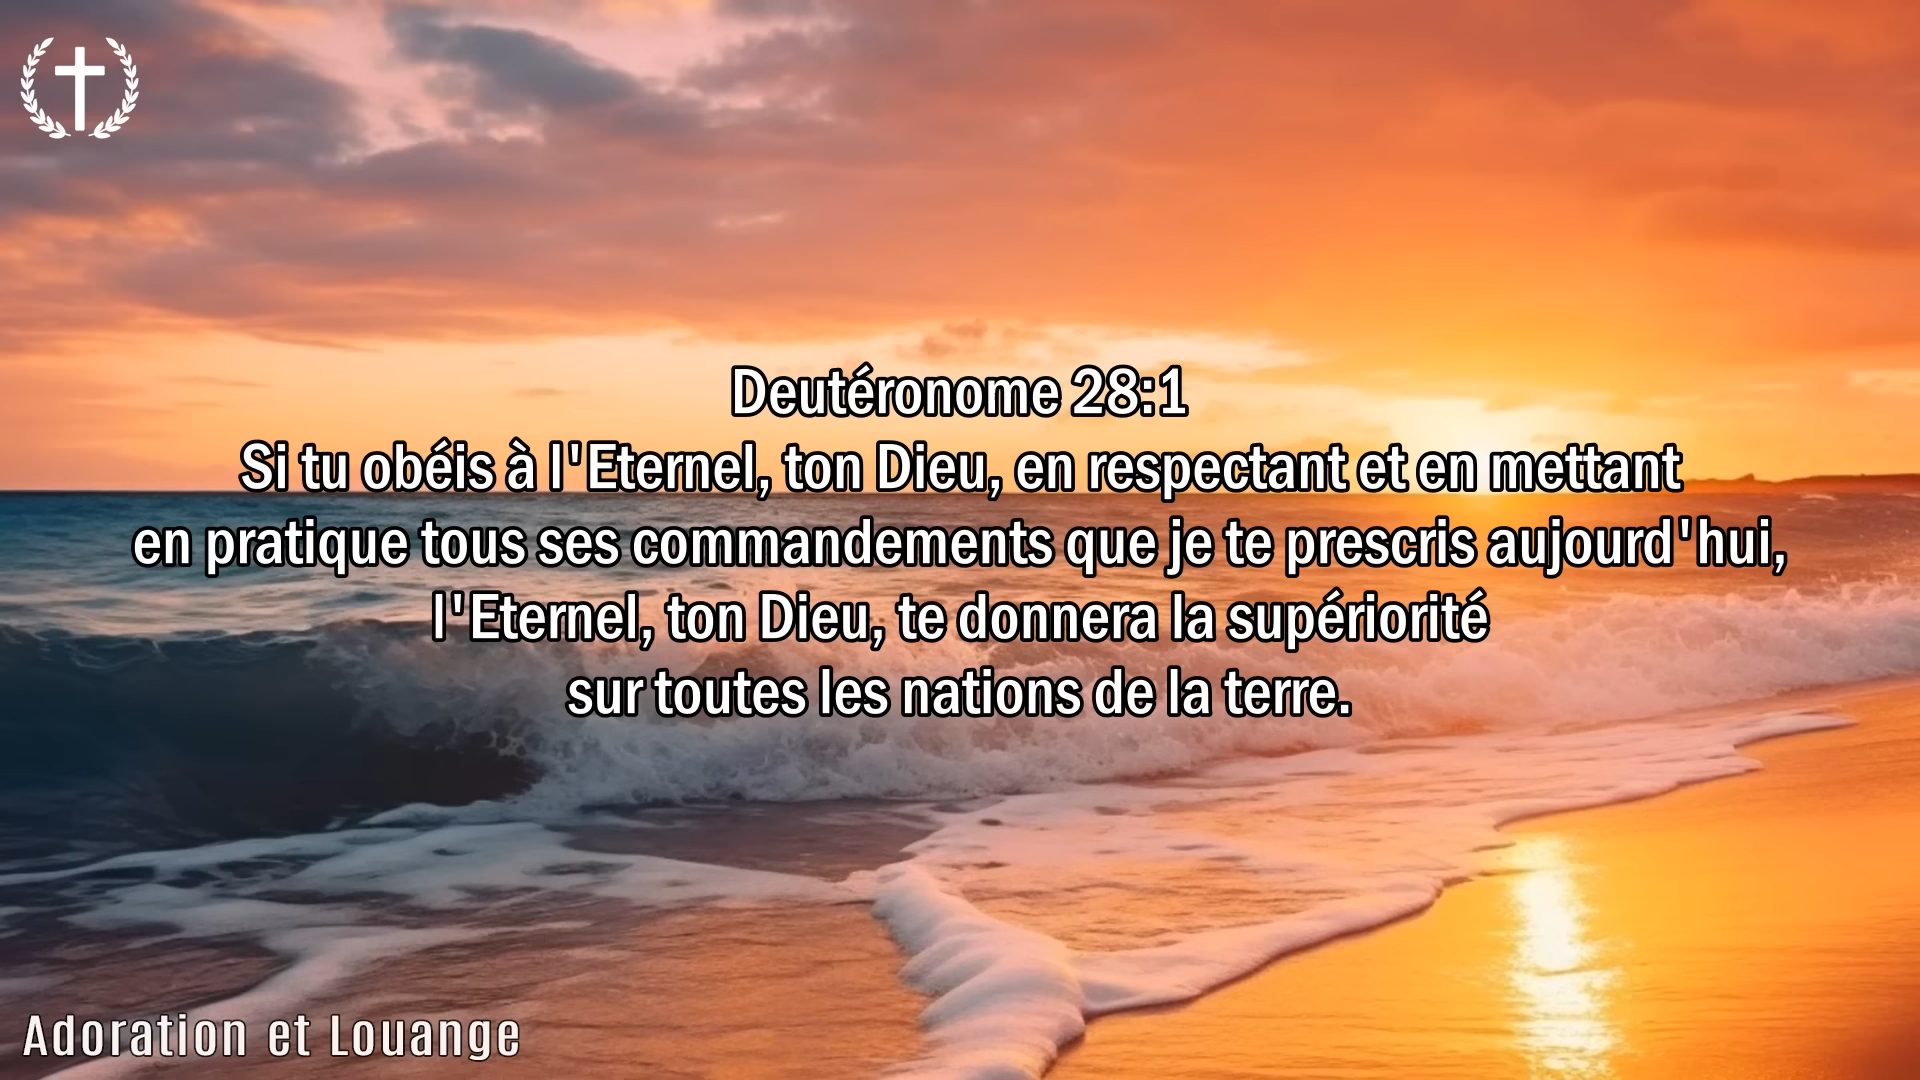 Deutéronome 28:1
Si tu obéis à l'Eternel, ton Dieu, en respectant et en mettant
en pratique tous ses commandements que je te prescris aujourd'hui,
l'Eternel, ton Dieu, te donnera la supériorité
sur toutes les nations de la terre.
Adoration et Louange